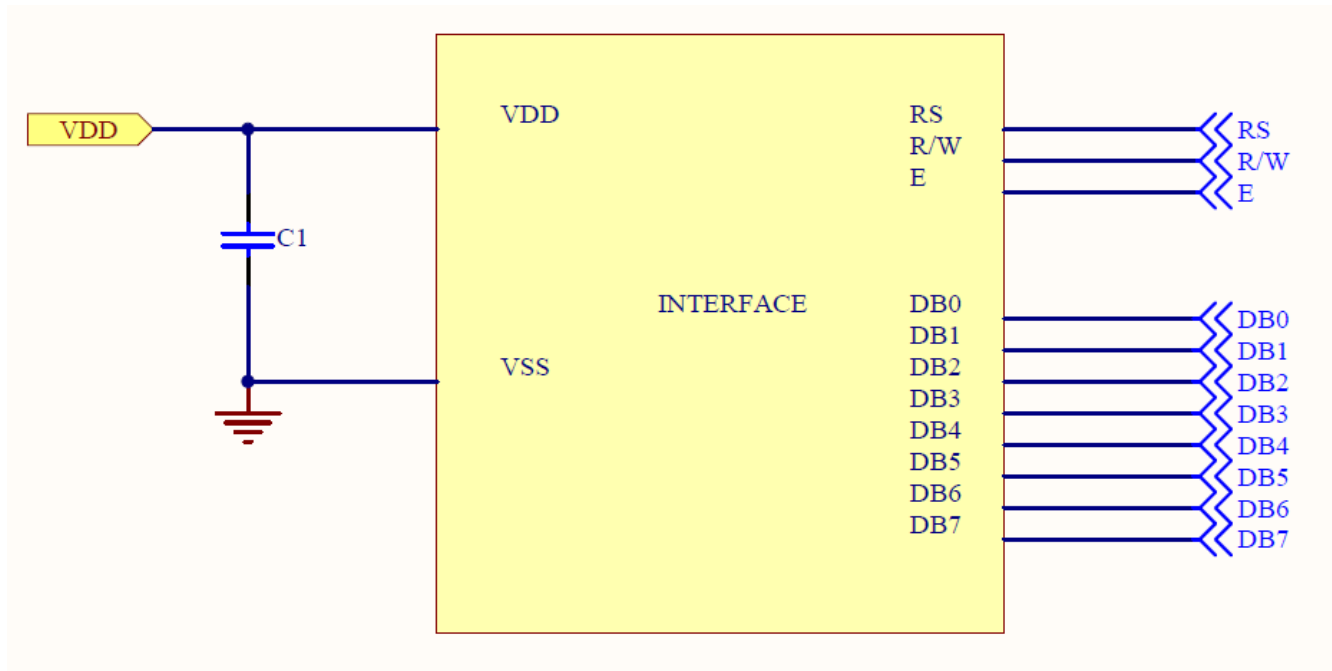 VDD
C1
VDD
VSS
INTERFACE
RS
R/W
E
DB0
DB1
DB2
DB3
DB4
DB5
DB6
DB7
RS
R/W
E
DB0
DB1
DB2
DB3
DB4
DB5
DB6
DB7